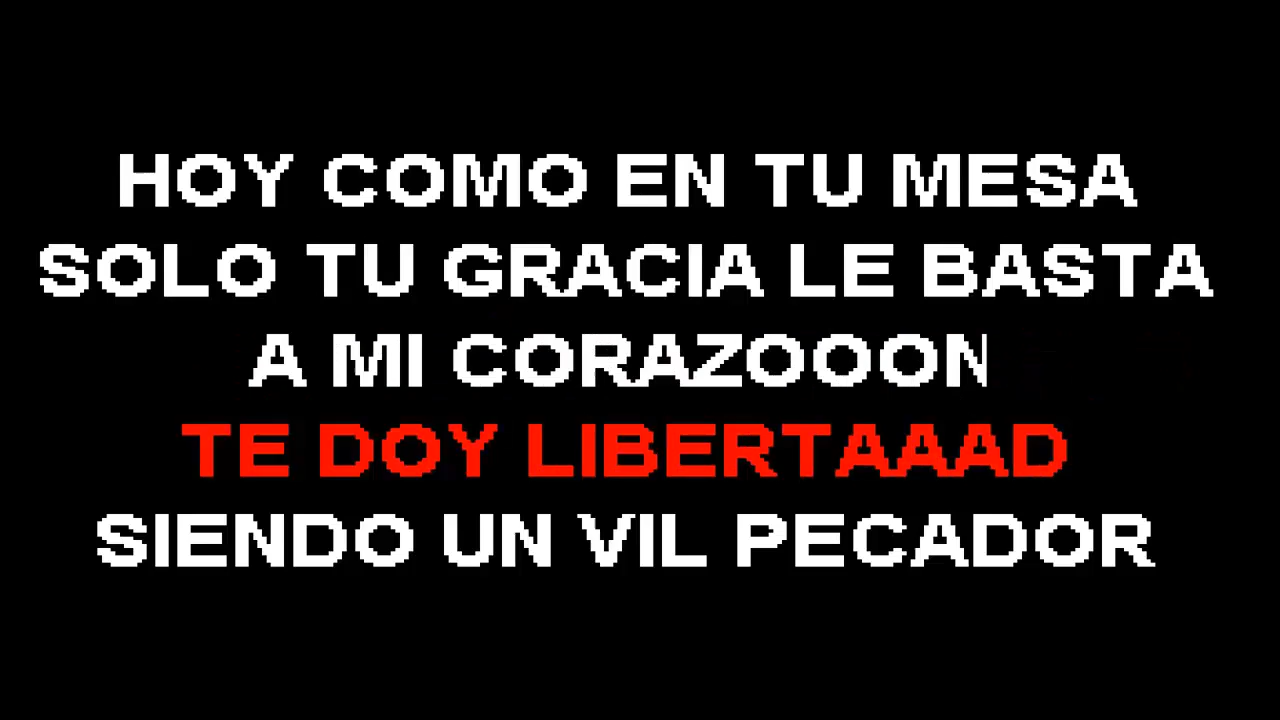 HOY COMO EN TU MESA
SOLO TU GRACIA LE BASTA
A MI CORAZOOON
TE DOY LIBERTAAAD
SIENDO UN VIL PECADOR